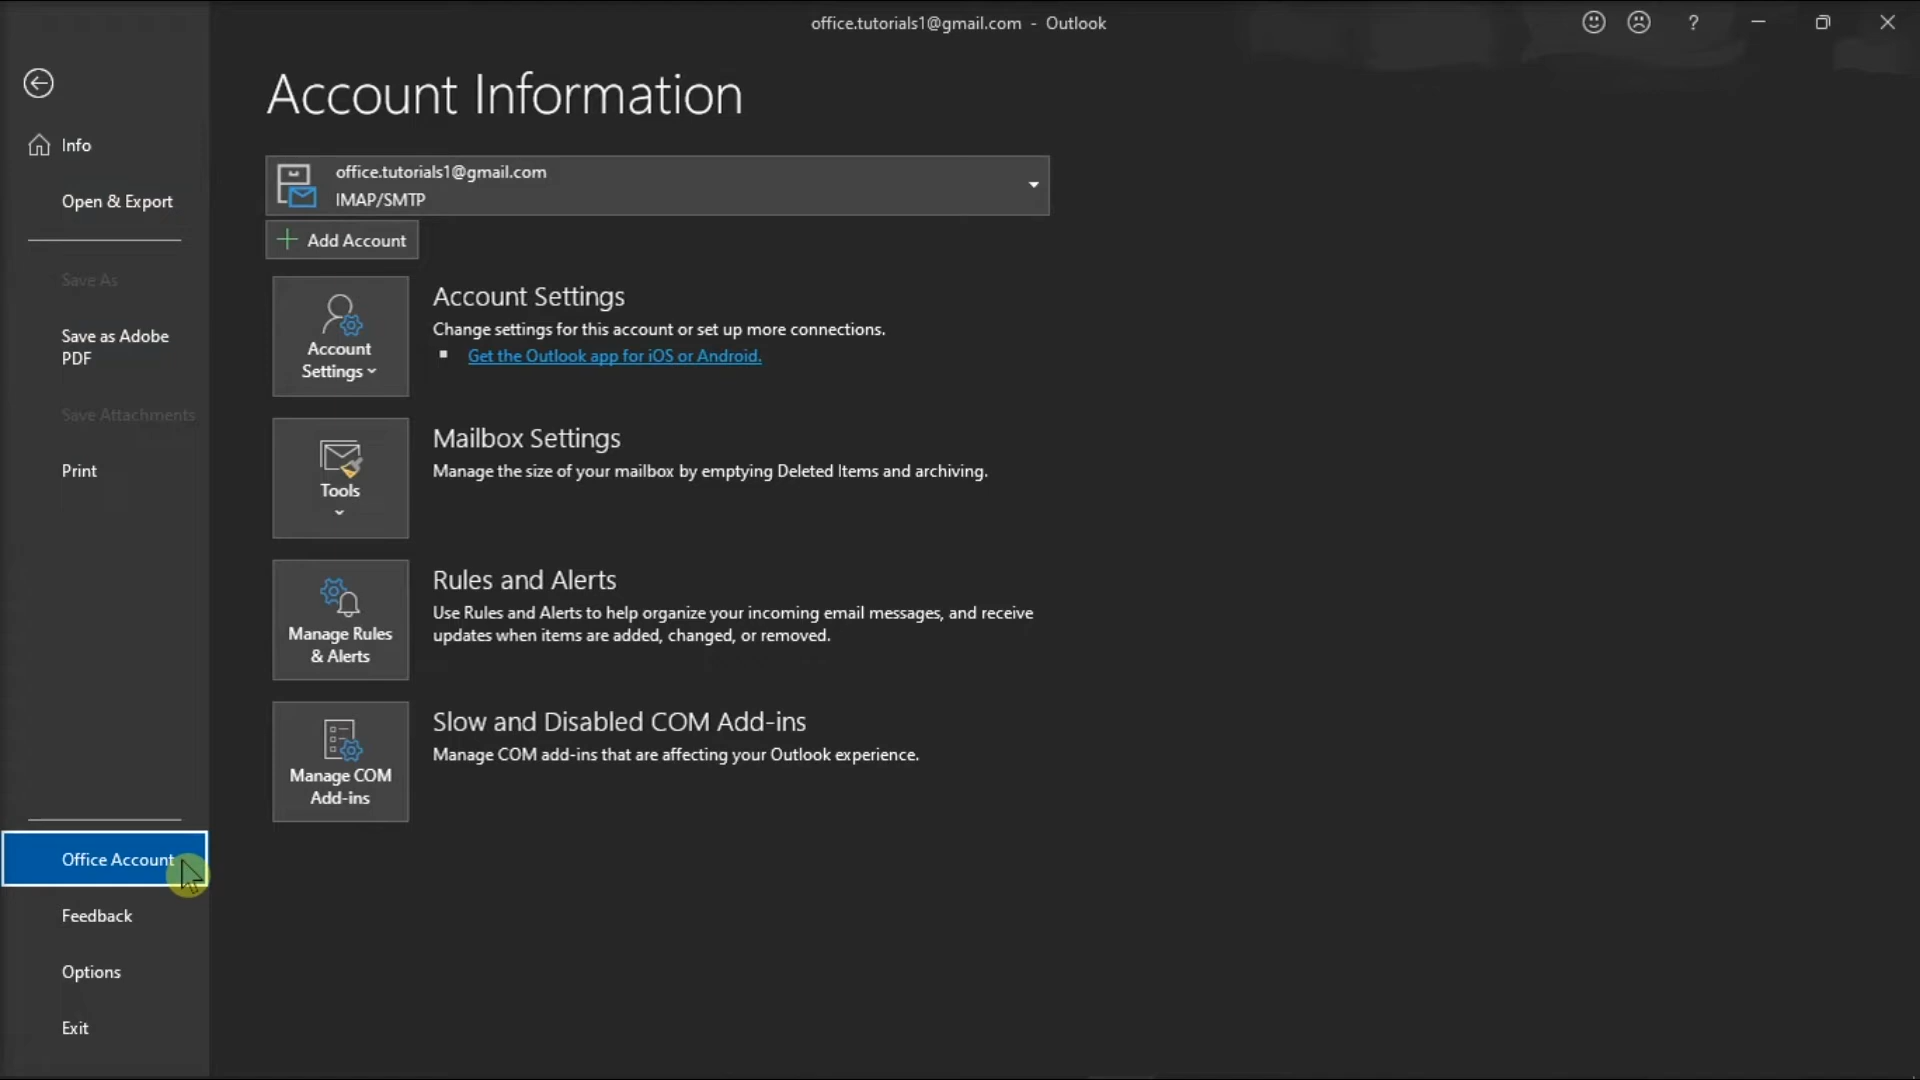 office.tutorials1@gmail.com - Outlook
?
Account Information
Info
Open & Export
Save As
Save as Adobe
PDF
Save Attachments
Print
Office Account
Feedback
Options
Exit
office.tutorials1@gmail.com
IMAP/SMTP
Add Account
Account
Settings
Account Settings
Change settings for this account or set up more connections.
Get the Outlook app for iOS or Android.
Tools
Mailbox Settings
Manage the size of your mailbox by emptying Deleted Items and archiving.
Manage Rules
& Alerts
Rules and Alerts
Use Rules and Alerts to help organize your incoming email messages, and receive
updates when items are added, changed, or removed.
Manage COM
Add-ins
Slow and Disabled COM Add-ins
Manage COM add-ins that are affecting your Outlook experience.